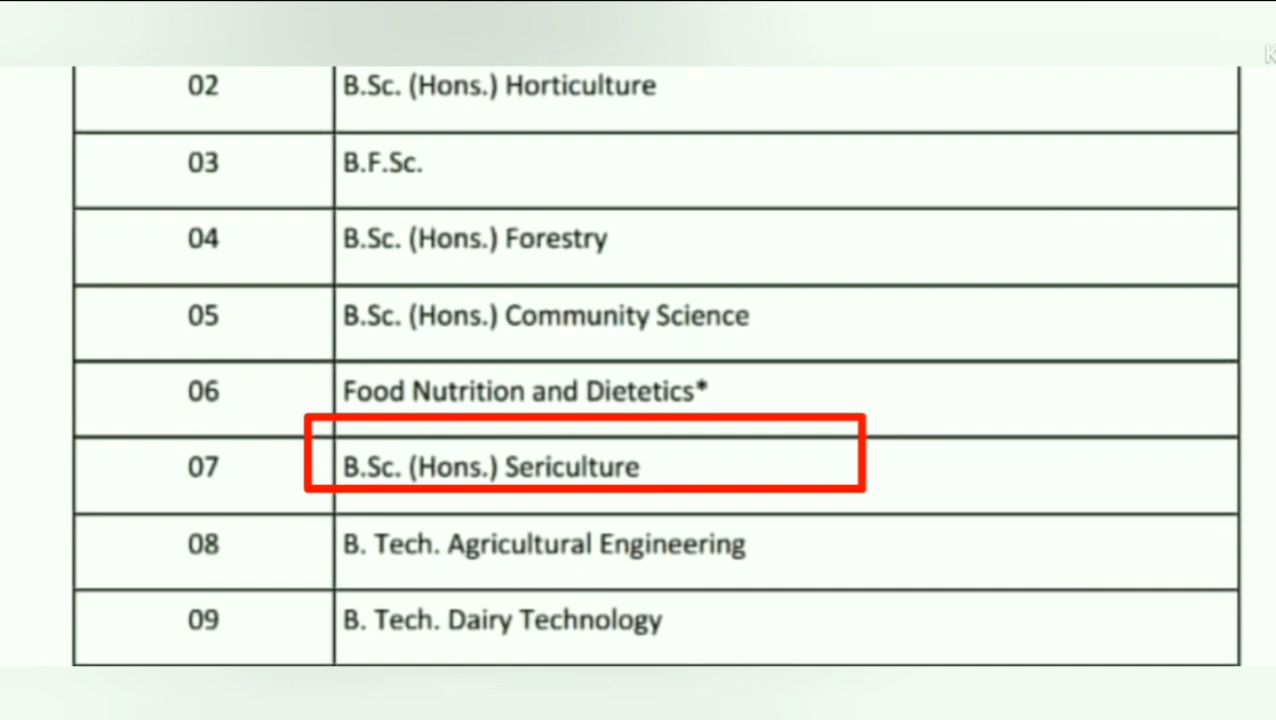 02 B.Sc. (Hons.) Horticulture
03 B.F.Sc.
04 B.Sc. (Hons.) Forestry
05 B.Sc. (Hons.) Community Science
06 Food Nutrition and Dietetics*
07 B.Sc. (Hons.) Sericulture
08 B. Tech. Agricultural Engineering
09 B. Tech. Dairy Technology